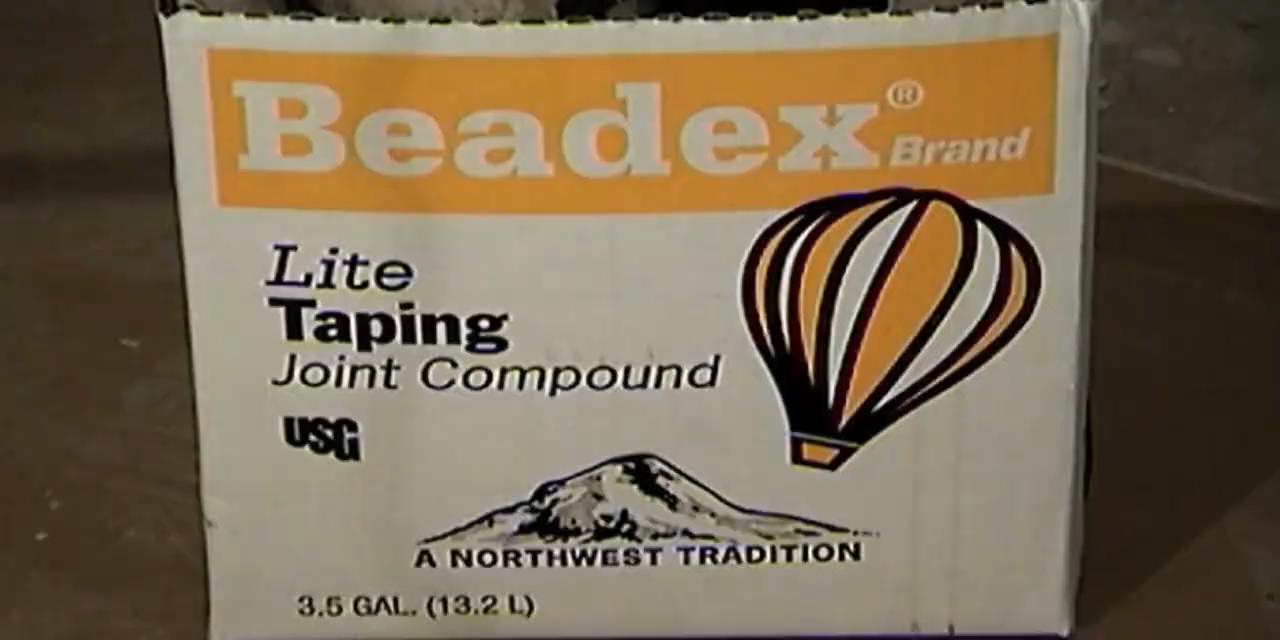 Beadex® Brand
Lite
Taping
Joint Compound
USG
A NORTHWEST TRADITION
3.5 GAL. (13.2 L)